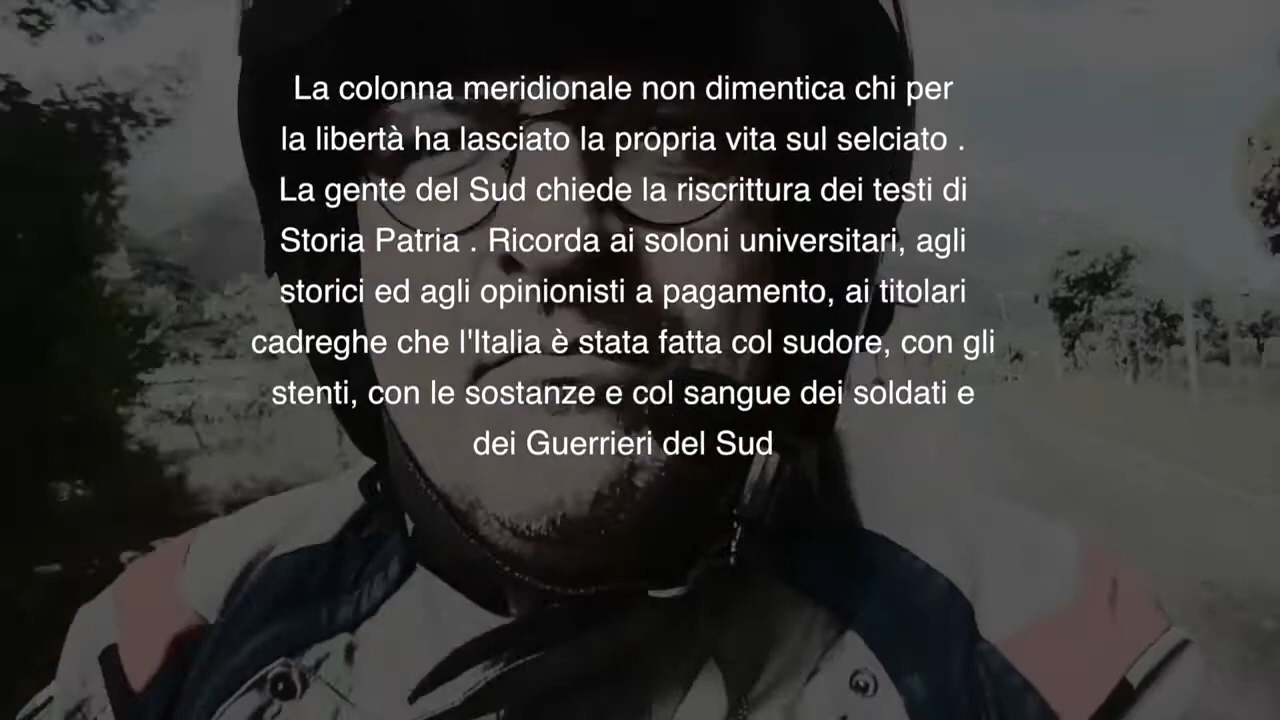 La colonna meridionale non dimentica chi per
la libertà ha lasciato la propria vita sul selciato .
La gente del Sud chiede la riscrittura dei testi di
Storia Patria . Ricorda ai soloni universitari, agli
storici ed agli opinionisti a pagamento, ai titolari
cadreghe che l'Italia è stata fatta col sudore, con gli
stenti, con le sostanze e col sangue dei soldati e
dei Guerrieri del Sud